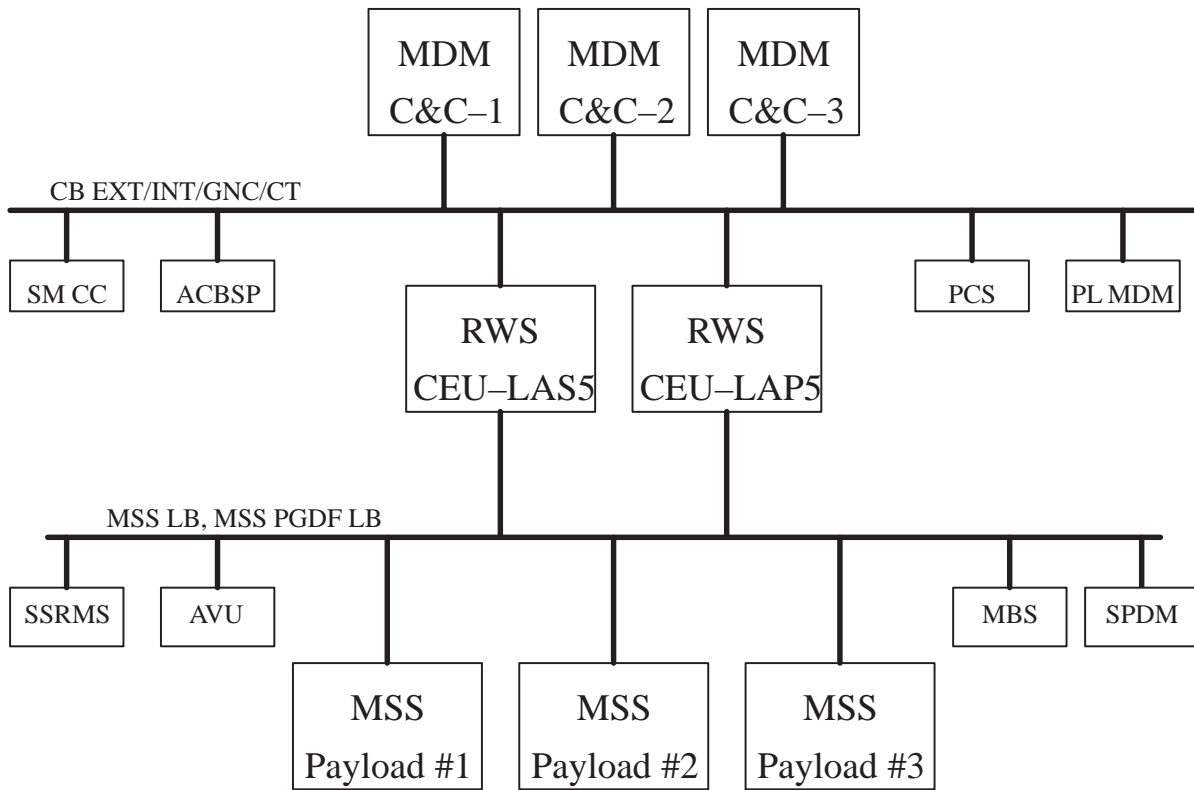 MDM
C&C–1
MDM
C&C–2
MDM
C&C–3
CB EXT/INT/GNC/CT
SM CC
ACBSP
PCS
PL MDM
RWS
CEU–LAS5
RWS
CEU–LAP5
MSS LB, MSS PGDF LB
SSRMS
AVU
MBS
SPDM
MSS
Payload #1
MSS
Payload #2
MSS
Payload #3